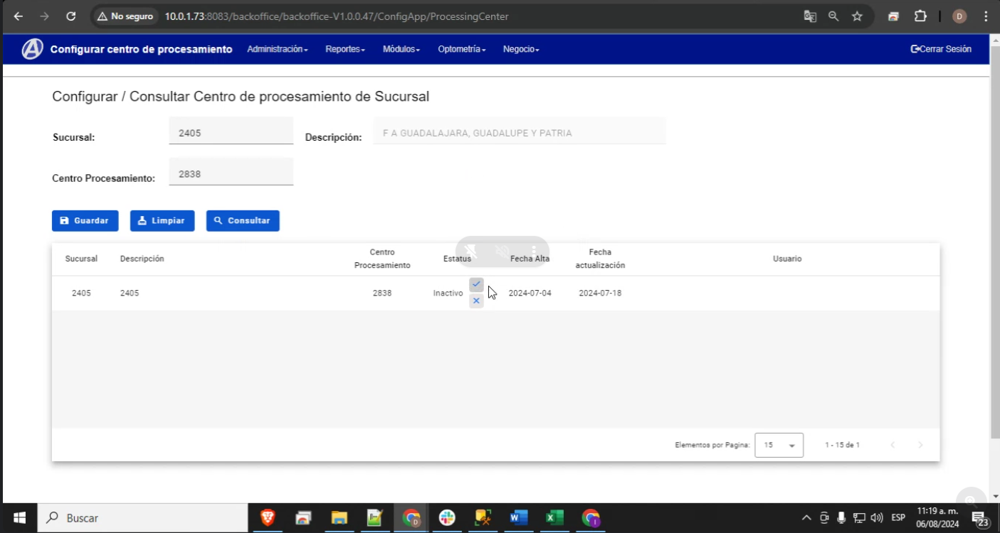 No seguro 10.0.1.73:8083/backoffice/backoffice-V1.0.0.47/ConfigApp/ProcessingCenter D
A Configurar centro de procesamiento Administración Reportes Módulos Optometría Negocio Cerrar Sesión
Configurar / Consultar Centro de procesamiento de Sucursal
Sucursal: 2405 Descripción: F A GUADALAJARA, GUADALUPE Y PATRIA
Centro Procesamiento: 2838
Guardar Limpiar Consultar
Sucursal Descripción Centro Procesamiento Estatus Fecha Alta Fecha actualización Usuario
2405 2405 2838 Inactivo 2024-07-04 2024-07-18
Elementos por Pagina: 15 1 - 15 de 1
Buscar ESP 11:19 a. m.
06/08/2024 23